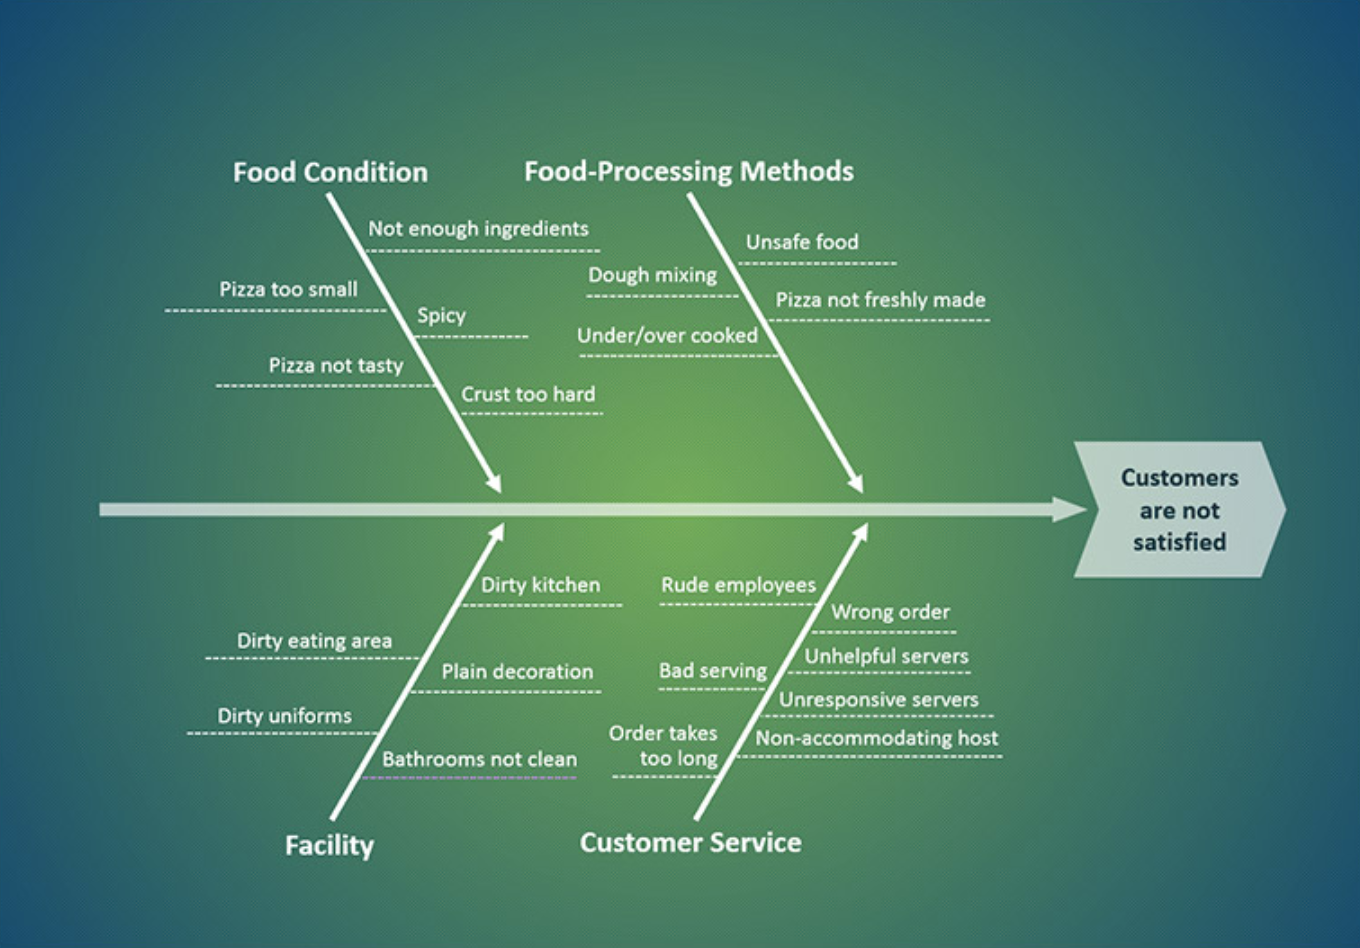 Food Condition
Not enough ingredients
Pizza too small
Spicy
Pizza not tasty
Crust too hard
Food-Processing Methods
Unsafe food
Dough mixing
Pizza not freshly made
Under/over cooked
Customers
are not
satisfied
Dirty kitchen
Dirty eating area
Plain decoration
Dirty uniforms
Bathrooms not clean
Facility
Rude employees
Wrong order
Unhelpful servers
Bad serving
Unresponsive servers
Order takes
too long
Non-accommodating host
Customer Service